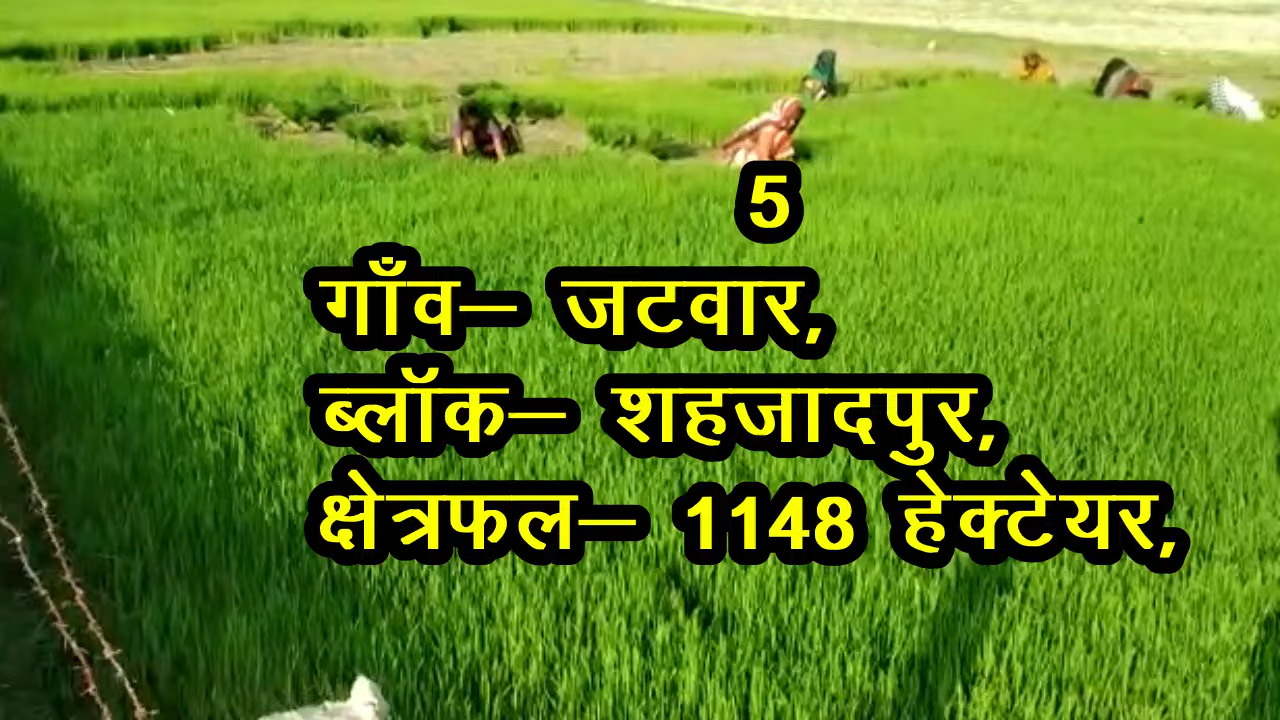 5
गाँव– जटवार,
ब्लॉक– शहजादपुर,
क्षेत्रफल– 1148 हेक्टेयर,